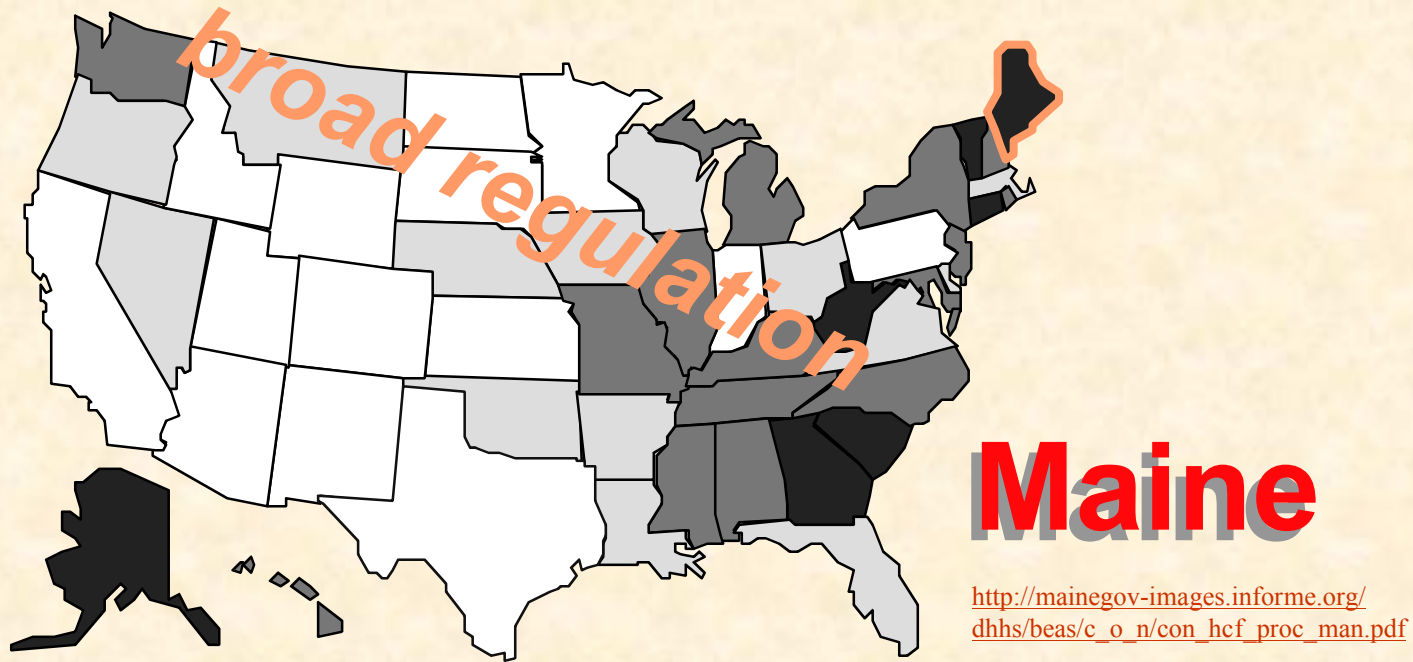 broad regulation
Maine
http://mainegov-images.informe.org/
dhhs/beas/c_o_n/con_hcf_proc_man.pdf